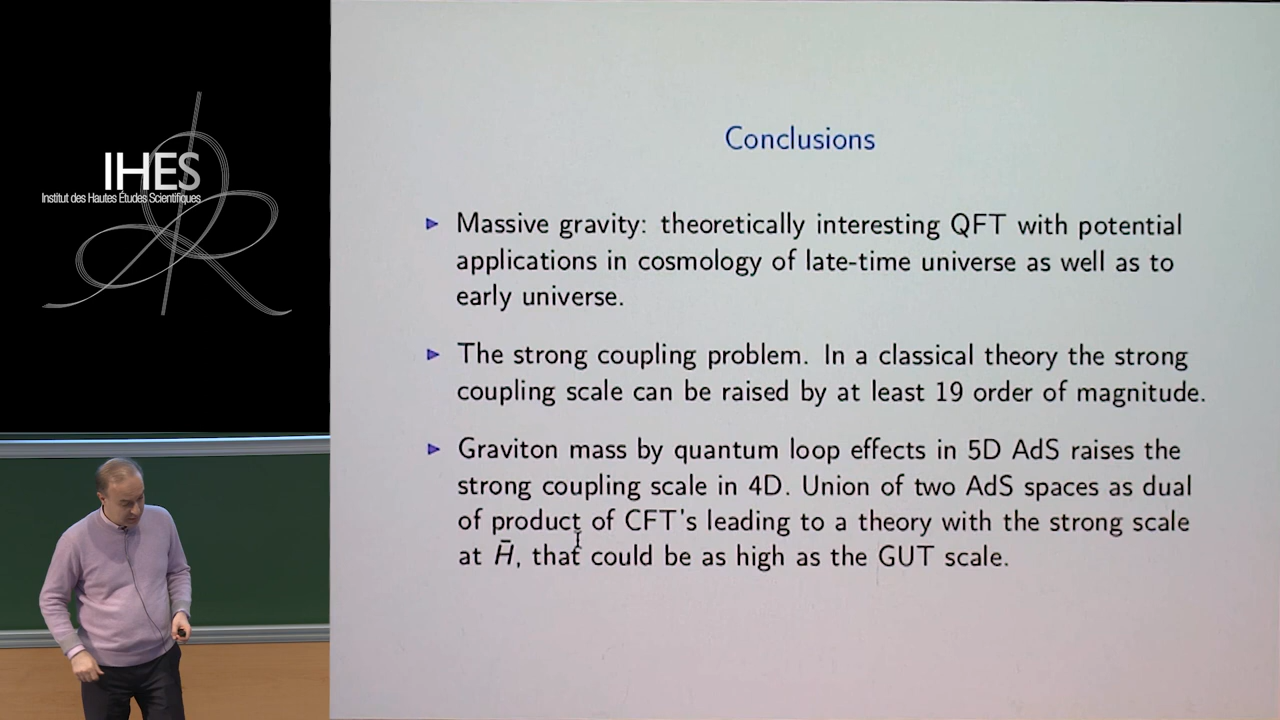 IHES
Institut des Hautes Études Scientifiques
Conclusions
Massive gravity: theoretically interesting QFT with potential
applications in cosmology of late-time universe as well as to
early universe.
The strong coupling problem. In a classical theory the strong
coupling scale can be raised by at least 19 order of magnitude.
Graviton mass by quantum loop effects in 5D AdS raises the
strong coupling scale in 4D. Union of two AdS spaces as dual
of product of CFT's leading to a theory with the strong scale
at H̄, that could be as high as the GUT scale.